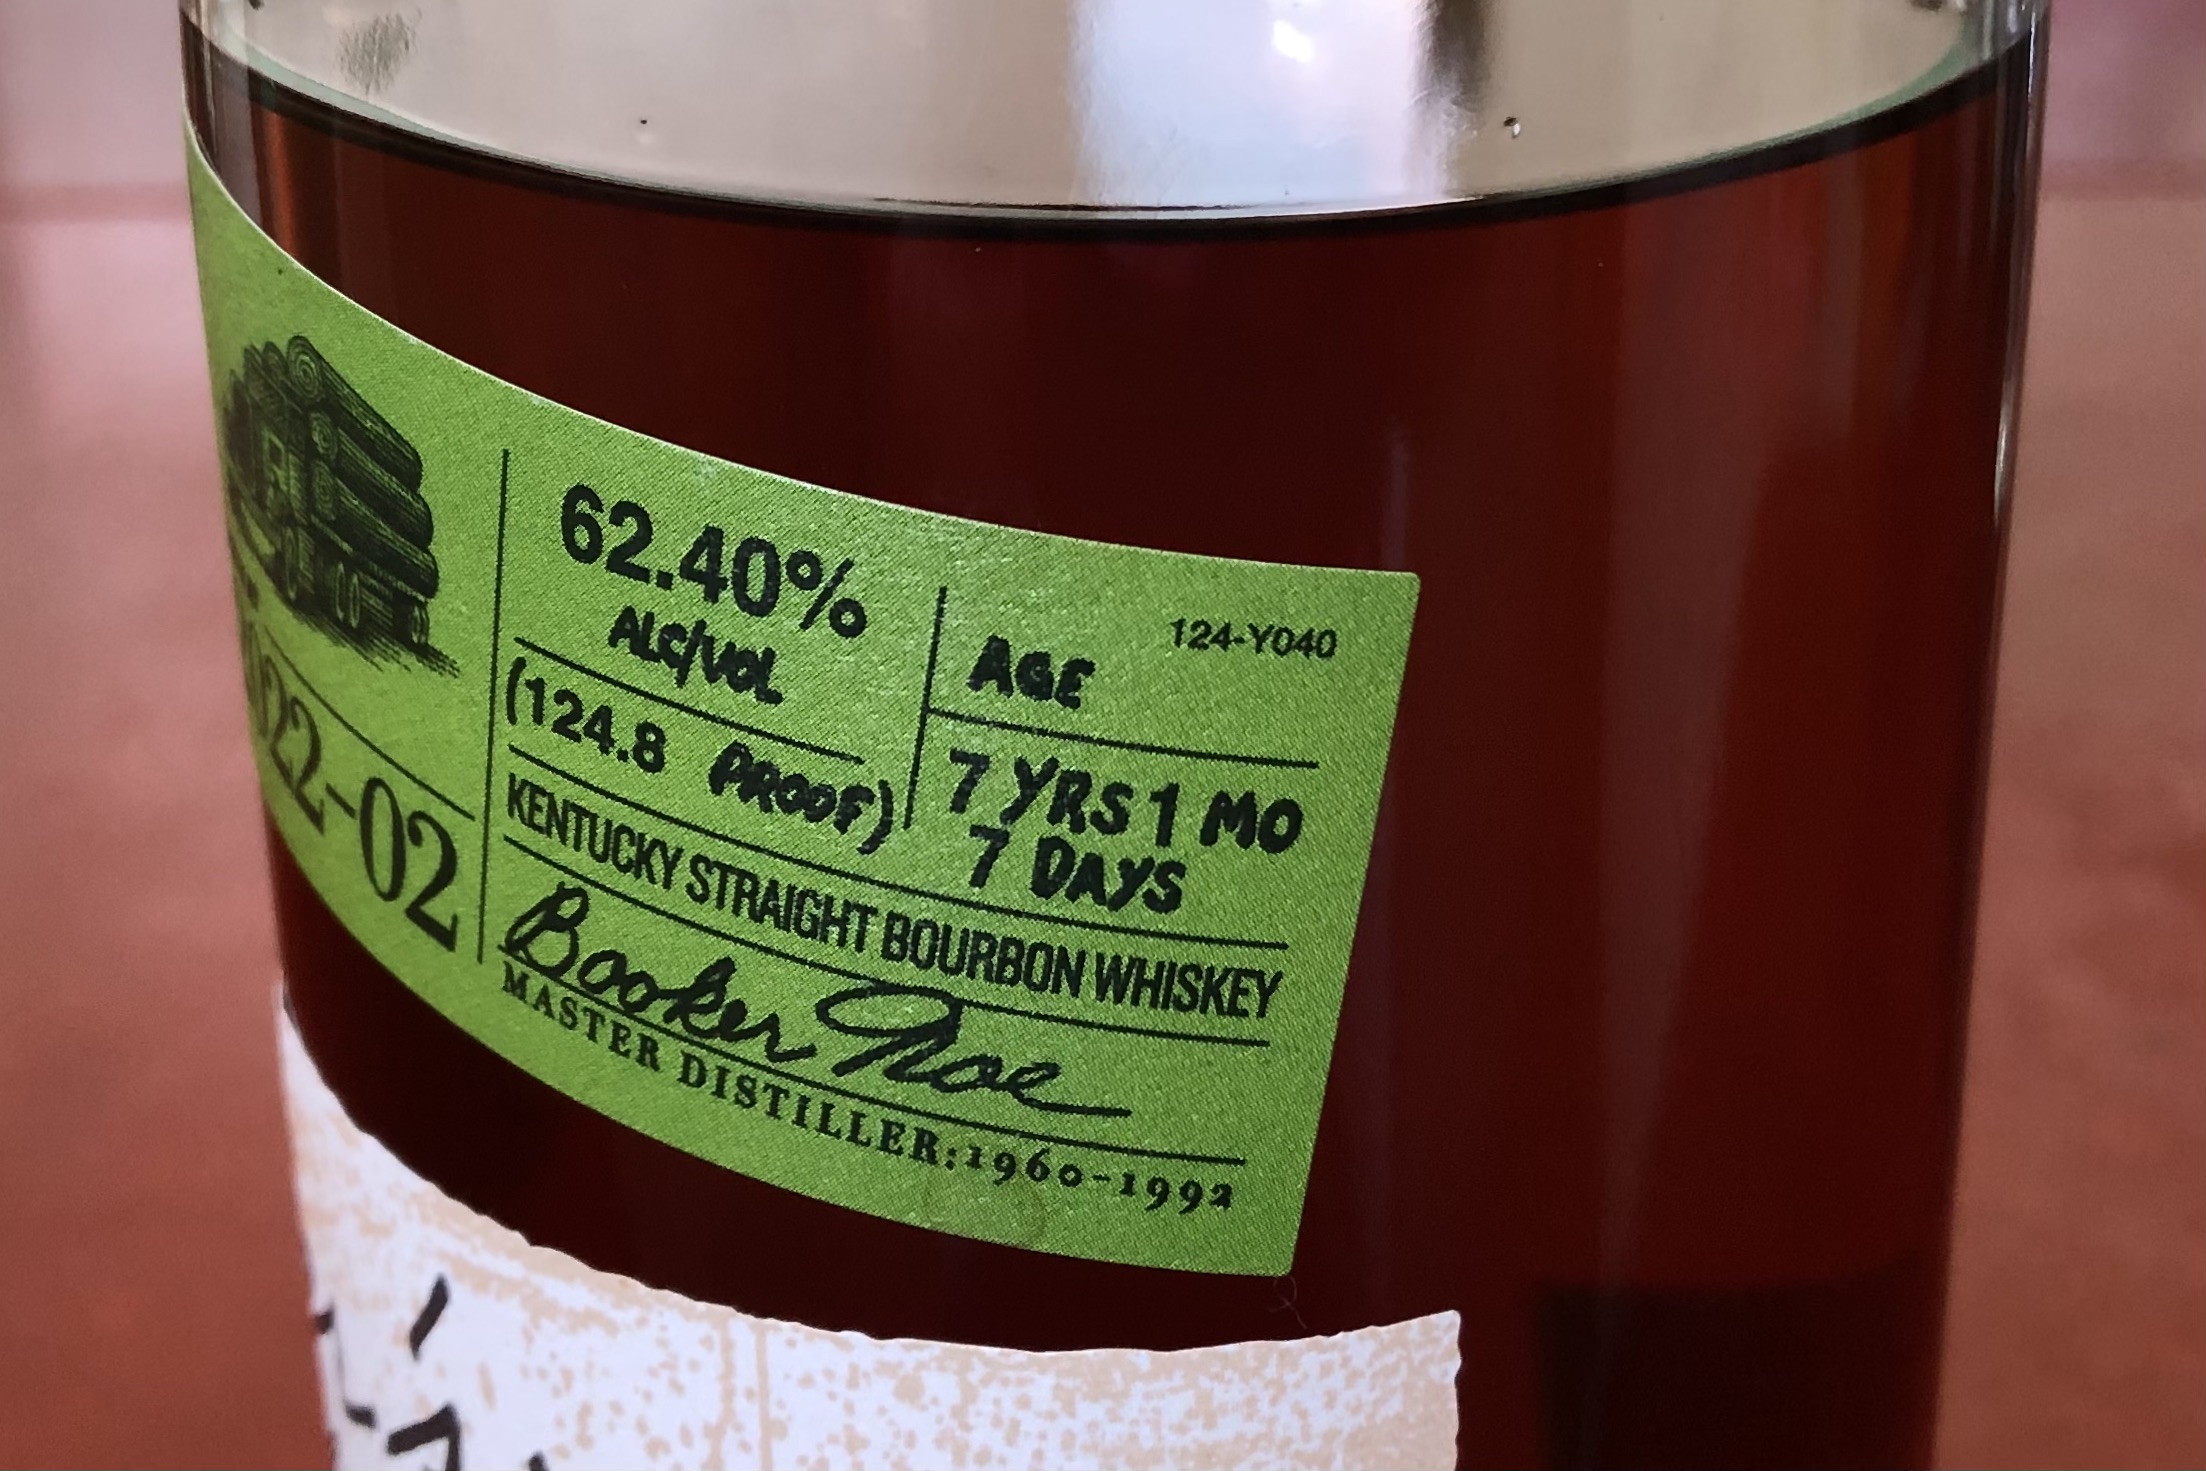 2022-02
62.40%
ALC/VOL
(124.8 PROOF)
AGE
124-Y040
7 YRS 1 MO
7 DAYS
KENTUCKY STRAIGHT BOURBON WHISKEY
Booker Noe
MASTER DISTILLER: 1960-1992